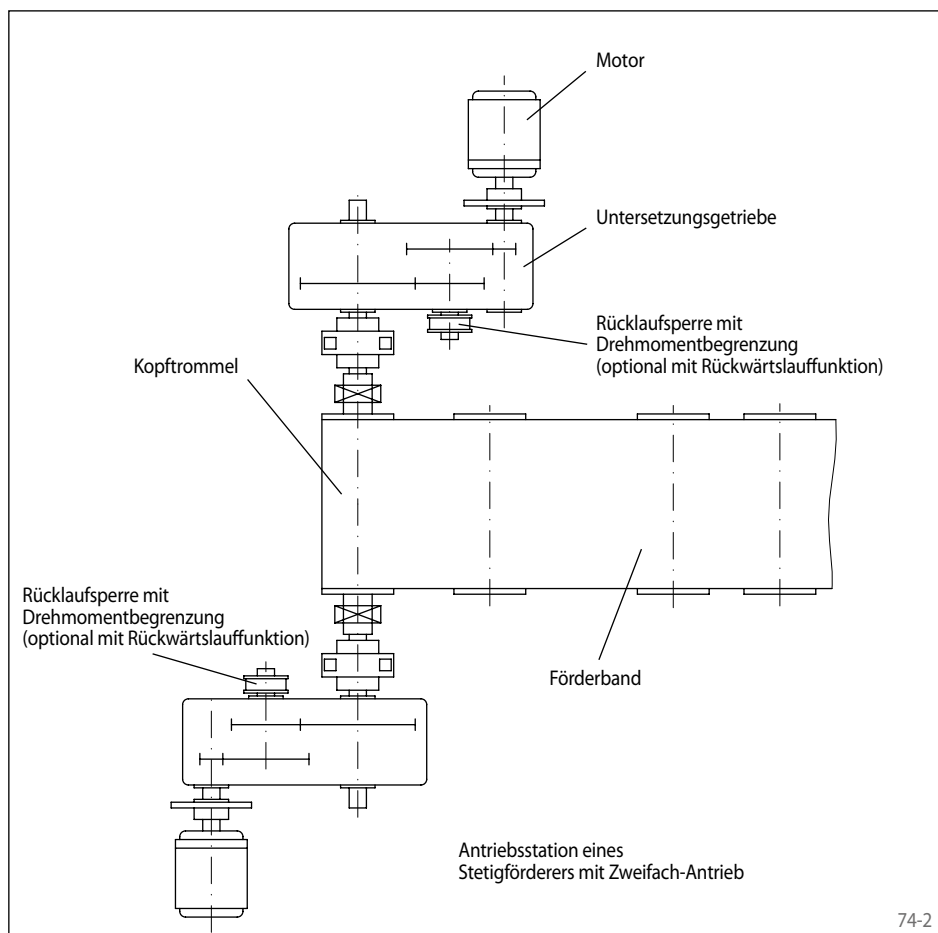 Motor
Untersetzungsgetriebe
Rücklaufsperre mit
Drehmomentbegrenzung
(optional mit Rückwärtslauffunktion)
Kopftrommel
Rücklaufsperre mit
Drehmomentbegrenzung
(optional mit Rückwärtslauffunktion)
Förderband
Antriebsstation eines
Stetigförderers mit Zweifach-Antrieb
74-2